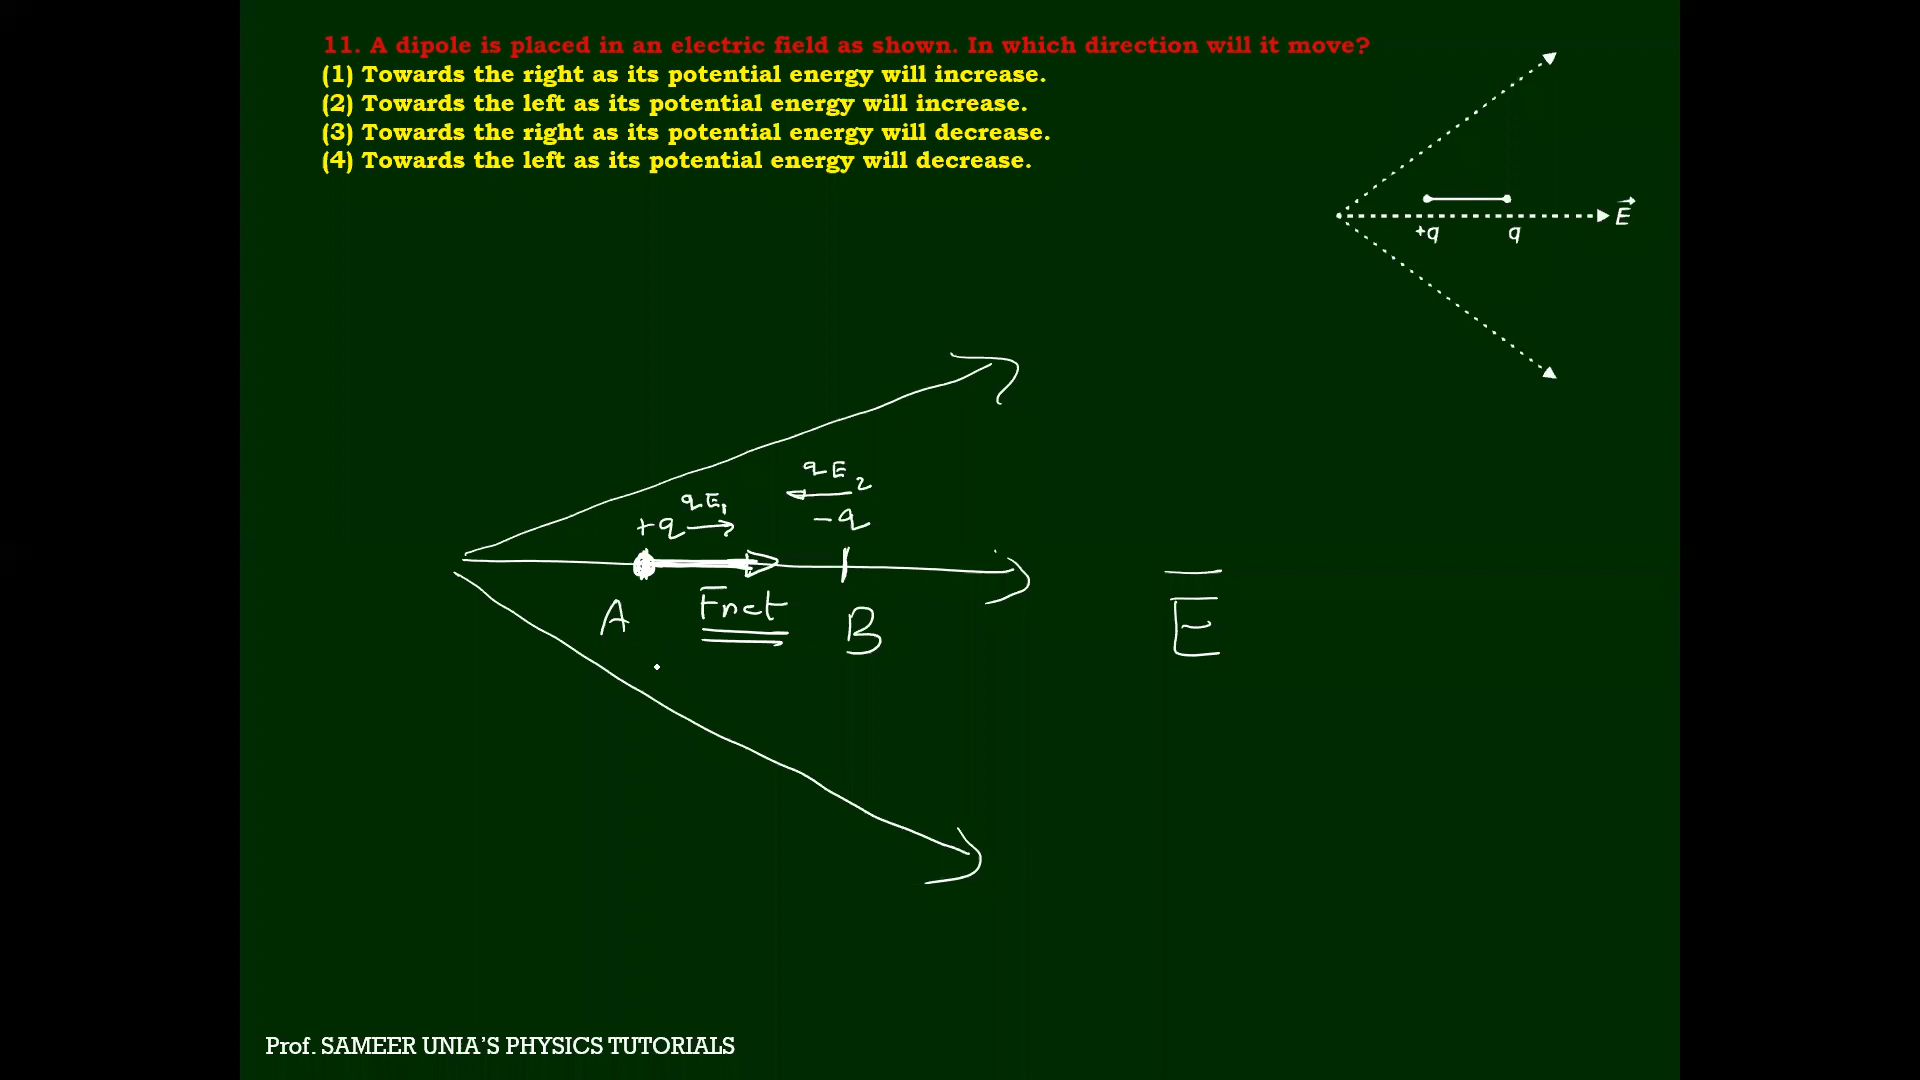 11. A dipole is placed in an electric field as shown. In which direction will it move?
(1) Towards the right as its potential energy will increase.
(2) Towards the left as its potential energy will increase.
(3) Towards the right as its potential energy will decrease.
(4) Towards the left as its potential energy will decrease.
E
+q q
qE₂
qE₁
+q -q
A Fnet B
E
Prof. SAMEER UNIA'S PHYSICS TUTORIALS